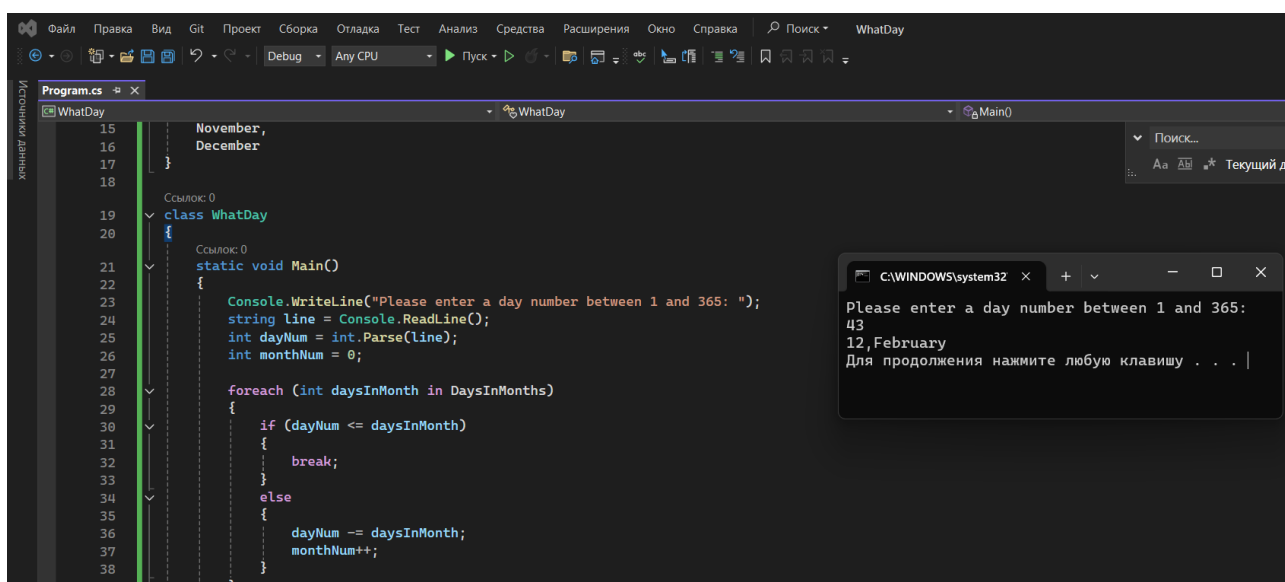 Файл Правка Вид Git Проект Сборка Отладка Тест Анализ Средства Расширения Окно Справка Поиск WhatDay
Debug Any CPU Пуск
Источники данных
Program.cs
WhatDay WhatDay Main()
15 November,
16 December
17 }
18
Ссылок: 0
19 class WhatDay
20 {
Ссылок: 0
21 static void Main()
22 {
23 Console.WriteLine("Please enter a day number between 1 and 365: ");
24 string line = Console.ReadLine();
25 int dayNum = int.Parse(line);
26 int monthNum = 0;
27
28 foreach (int daysInMonth in DaysInMonths)
29 {
30 if (dayNum <= daysInMonth)
31 {
32 break;
33 }
34 else
35 {
36 dayNum -= daysInMonth;
37 monthNum++;
38 }
Поиск...
Aa Текущий д
C:\WINDOWS\system32
Please enter a day number between 1 and 365:
43
12,February
Для продолжения нажмите любую клавишу . . .